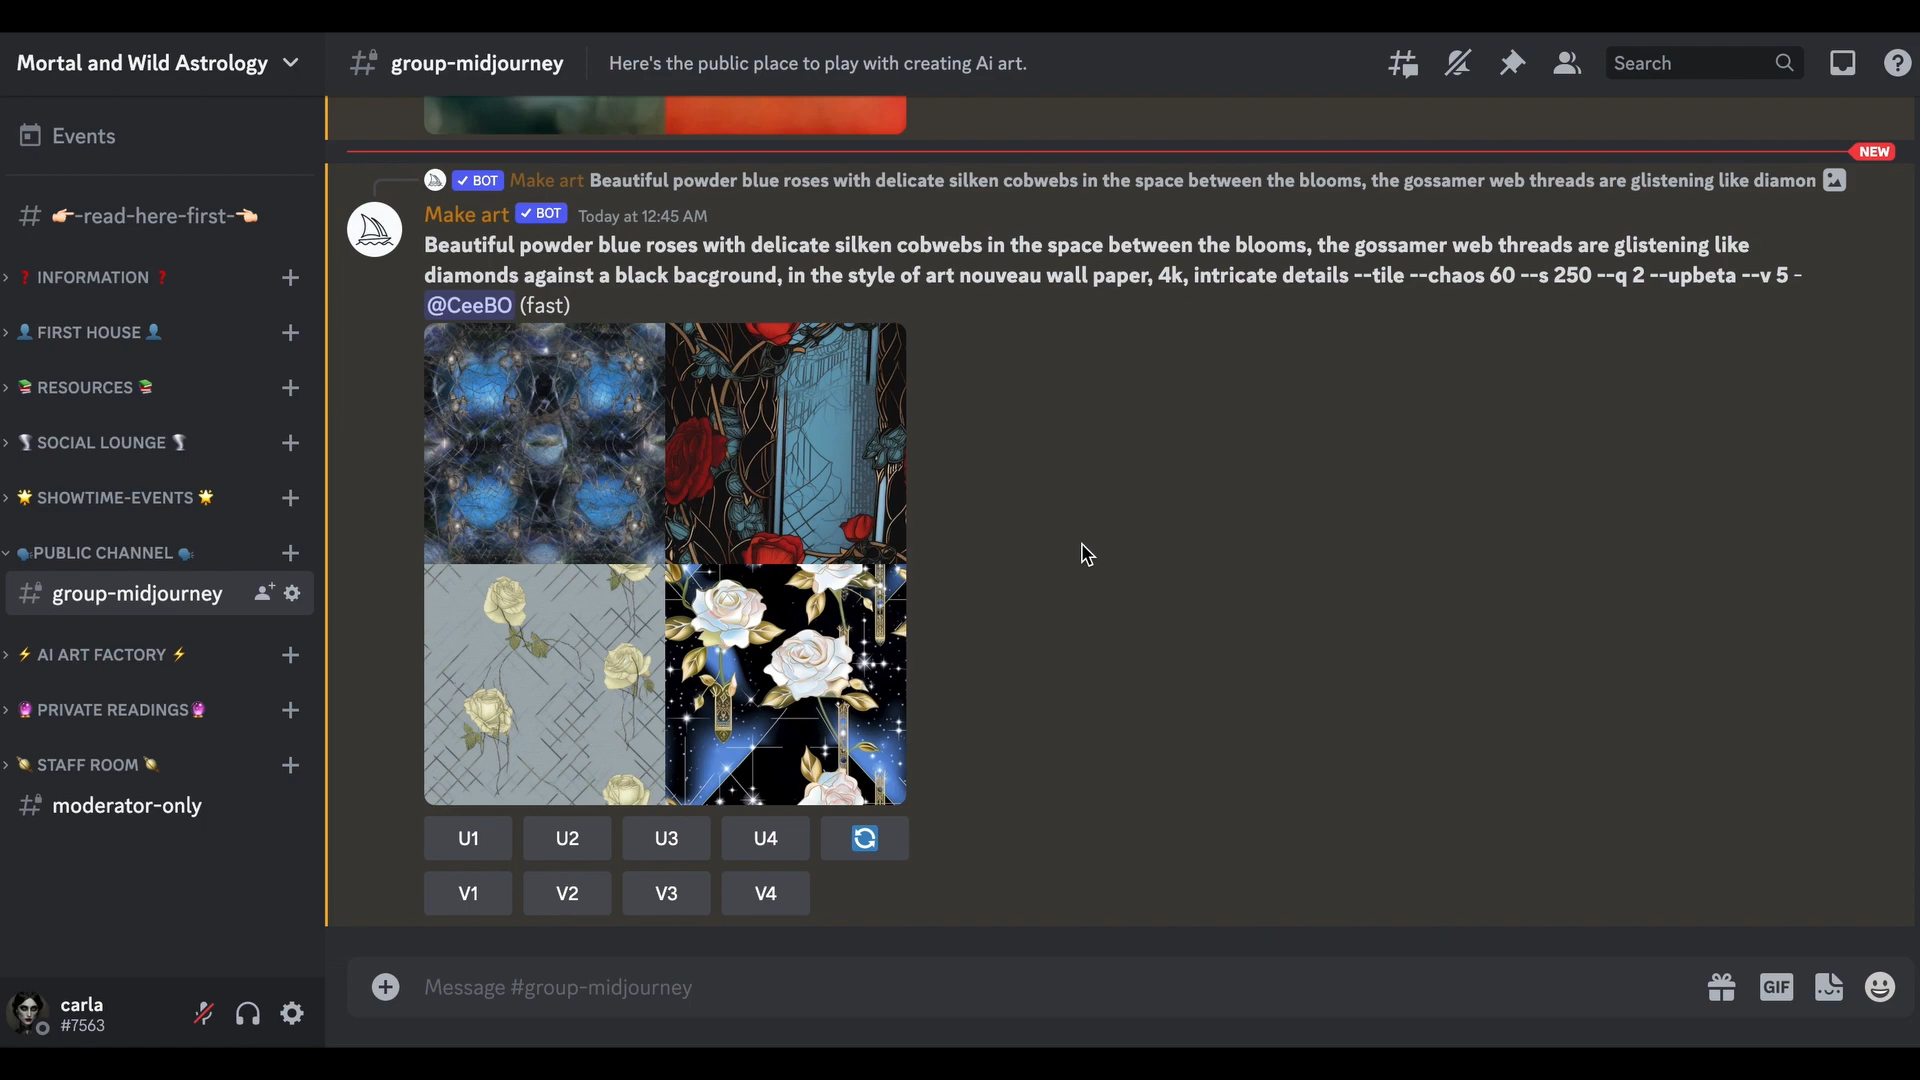 Mortal and Wild Astrology
group-midjourney
Here's the public place to play with creating Ai art.
Search
Events
-read-here-first-
INFORMATION
FIRST HOUSE
RESOURCES
SOCIAL LOUNGE
SHOWTIME-EVENTS
PUBLIC CHANNEL
group-midjourney
AI ART FACTORY
PRIVATE READINGS
STAFF ROOM
moderator-only
carla
#7563
NEW
BOT Make art Beautiful powder blue roses with delicate silken cobwebs in the space between the blooms, the gossamer web threads are glistening like diamon
Make art BOT Today at 12:45 AM
Beautiful powder blue roses with delicate silken cobwebs in the space between the blooms, the gossamer web threads are glistening like
diamonds against a black bacground, in the style of art nouveau wall paper, 4k, intricate details --tile --chaos 60 --s 250 --q 2 --upbeta --v 5 -
@CeeBO (fast)
U1 U2 U3 U4
V1 V2 V3 V4
Message #group-midjourney
GIF